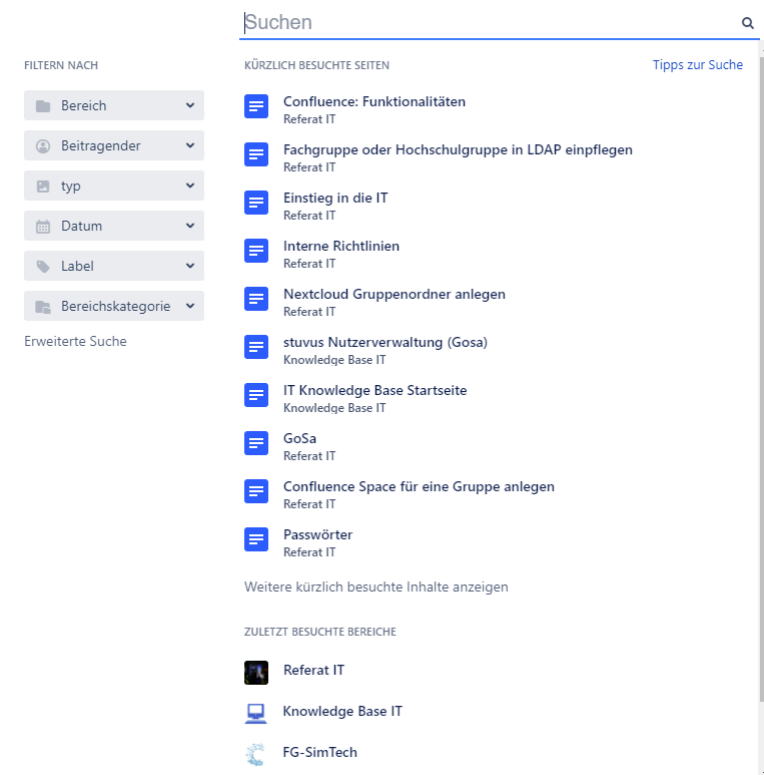 Suchen
FILTERN NACH
Bereich
Beitragender
typ
Datum
Label
Bereichskategorie
Erweiterte Suche
KÜRZLICH BESUCHTE SEITEN
Tipps zur Suche
Confluence: Funktionalitäten
Referat IT
Fachgruppe oder Hochschulgruppe in LDAP einpflegen
Referat IT
Einstieg in die IT
Referat IT
Interne Richtlinien
Referat IT
Nextcloud Gruppenordner anlegen
Referat IT
stuvus Nutzerverwaltung (Gosa)
Knowledge Base IT
IT Knowledge Base Startseite
Knowledge Base IT
GoSa
Referat IT
Confluence Space für eine Gruppe anlegen
Referat IT
Passwörter
Referat IT
Weitere kürzlich besuchte Inhalte anzeigen
ZULETZT BESUCHTE BEREICHE
Referat IT
Knowledge Base IT
FG-SimTech